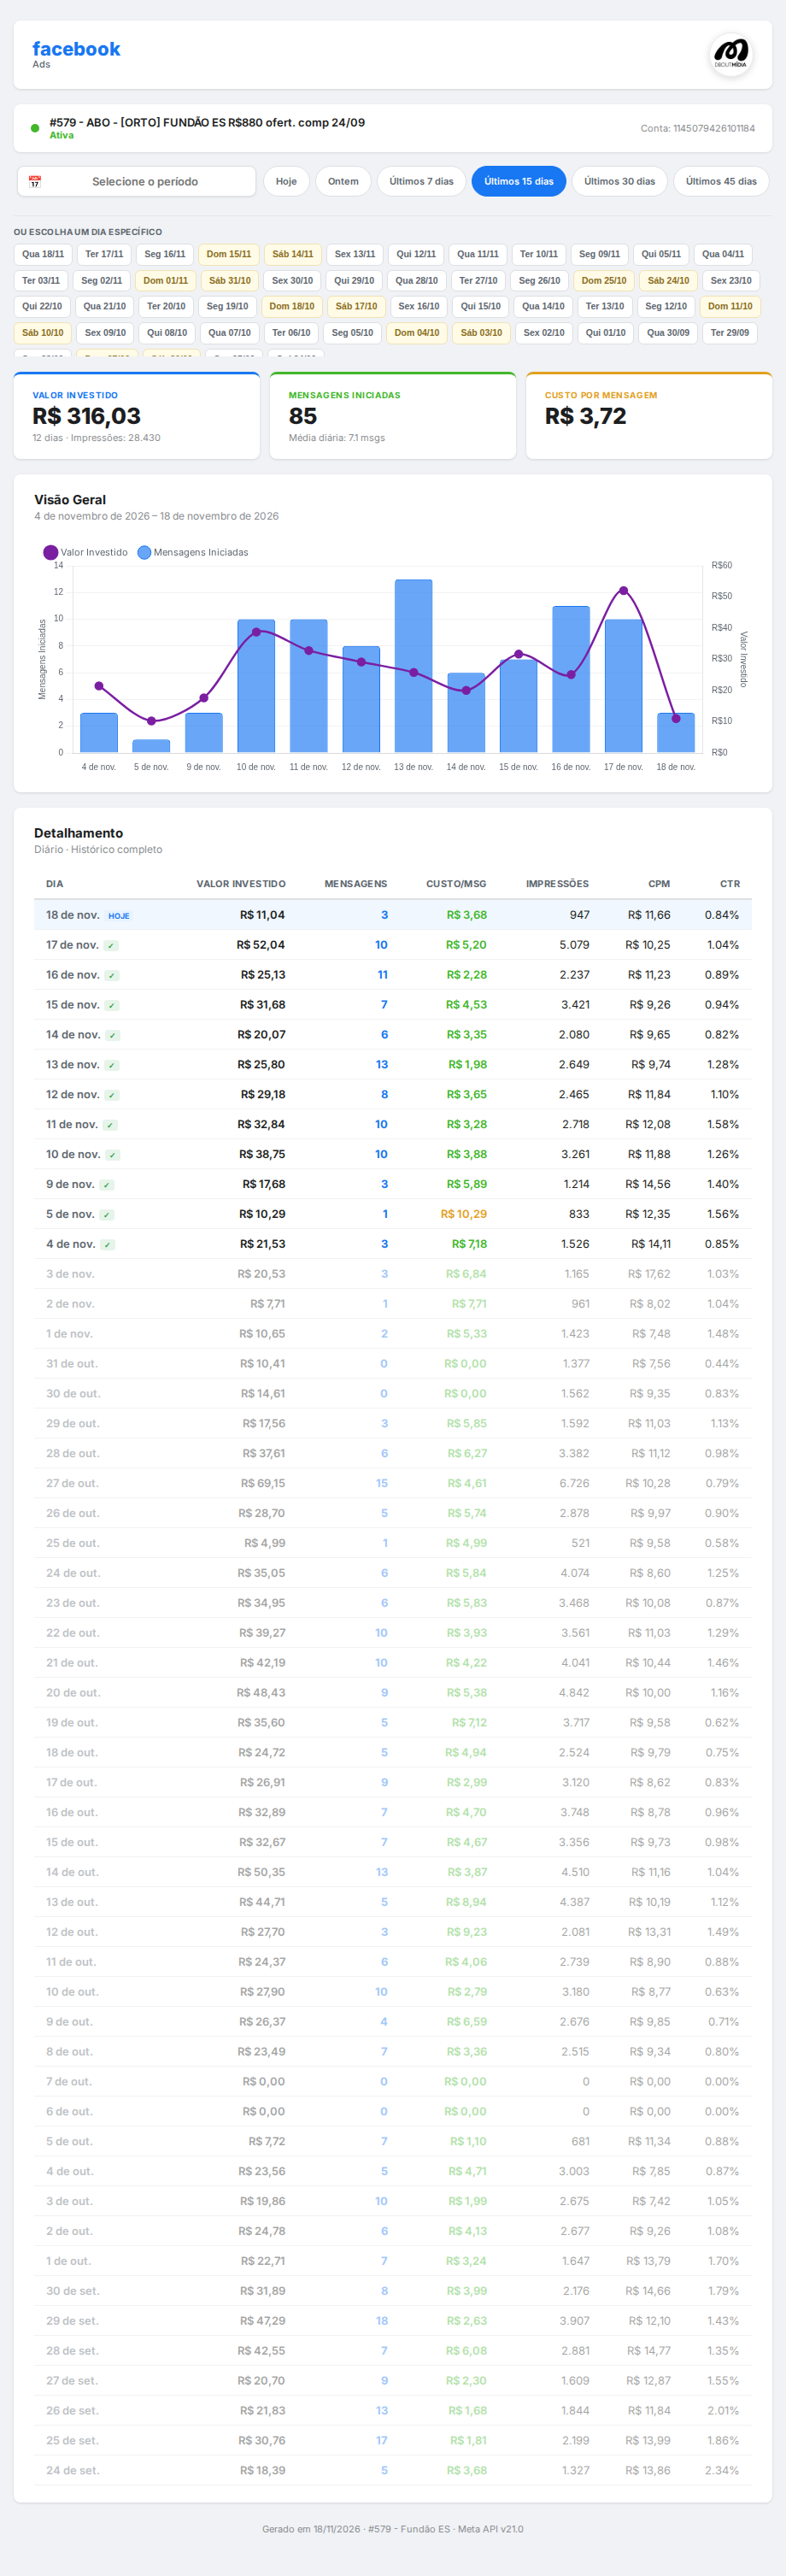 facebook
Ads
DBOUTMÍDIA
#579 - ABO - [ORTO] FUNDÃO ES R$880 ofert. comp 24/09
Ativa
Conta: 1145079426101184
📅 Selecione o período
Hoje Ontem Últimos 7 dias Últimos 15 dias Últimos 30 dias Últimos 45 dias
OU ESCOLHA UM DIA ESPECÍFICO
Qua 18/11 Ter 17/11 Seg 16/11 Dom 15/11 Sáb 14/11 Sex 13/11 Qui 12/11 Qua 11/11 Ter 10/11 Seg 09/11 Qui 05/11 Qua 04/11
Ter 03/11 Seg 02/11 Dom 01/11 Sáb 31/10 Sex 30/10 Qui 29/10 Qua 28/10 Ter 27/10 Seg 26/10 Dom 25/10 Sáb 24/10 Sex 23/10
Qui 22/10 Qua 21/10 Ter 20/10 Seg 19/10 Dom 18/10 Sáb 17/10 Sex 16/10 Qui 15/10 Qua 14/10 Ter 13/10 Seg 12/10 Dom 11/10
Sáb 10/10 Sex 09/10 Qui 08/10 Qua 07/10 Ter 06/10 Seg 05/10 Dom 04/10 Sáb 03/10 Sex 02/10 Qui 01/10 Qua 30/09 Ter 29/09
VALOR INVESTIDO
R$ 316,03
12 dias · Impressões: 28.430
MENSAGENS INICIADAS
85
Média diária: 7.1 msgs
CUSTO POR MENSAGEM
R$ 3,72
Visão Geral
4 de novembro de 2026 – 18 de novembro de 2026
Valor Investido Mensagens Iniciadas
14
12
10
8
6
4
2
0
Mensagens Iniciadas
R$60
R$50
R$40
R$30
R$20
R$10
R$0
Valor Investido
4 de nov. 5 de nov. 9 de nov. 10 de nov. 11 de nov. 12 de nov. 13 de nov. 14 de nov. 15 de nov. 16 de nov. 17 de nov. 18 de nov.
Detalhamento
Diário · Histórico completo
DIA VALOR INVESTIDO MENSAGENS CUSTO/MSG IMPRESSÕES CPM CTR
18 de nov. HOJE R$ 11,04 3 R$ 3,68 947 R$ 11,66 0.84%
17 de nov. ✓ R$ 52,04 10 R$ 5,20 5.079 R$ 10,25 1.04%
16 de nov. ✓ R$ 25,13 11 R$ 2,28 2.237 R$ 11,23 0.89%
15 de nov. ✓ R$ 31,68 7 R$ 4,53 3.421 R$ 9,26 0.94%
14 de nov. ✓ R$ 20,07 6 R$ 3,35 2.080 R$ 9,65 0.82%
13 de nov. ✓ R$ 25,80 13 R$ 1,98 2.649 R$ 9,74 1.28%
12 de nov. ✓ R$ 29,18 8 R$ 3,65 2.465 R$ 11,84 1.10%
11 de nov. ✓ R$ 32,84 10 R$ 3,28 2.718 R$ 12,08 1.58%
10 de nov. ✓ R$ 38,75 10 R$ 3,88 3.261 R$ 11,88 1.26%
9 de nov. ✓ R$ 17,68 3 R$ 5,89 1.214 R$ 14,56 1.40%
5 de nov. ✓ R$ 10,29 1 R$ 10,29 833 R$ 12,35 1.56%
4 de nov. ✓ R$ 21,53 3 R$ 7,18 1.526 R$ 14,11 0.85%
3 de nov. R$ 20,53 3 R$ 6,84 1.165 R$ 17,62 1.03%
2 de nov. R$ 7,71 1 R$ 7,71 961 R$ 8,02 1.04%
1 de nov. R$ 10,65 2 R$ 5,33 1.423 R$ 7,48 1.48%
31 de out. R$ 10,41 0 R$ 0,00 1.377 R$ 7,56 0.44%
30 de out. R$ 14,61 0 R$ 0,00 1.562 R$ 9,35 0.83%
29 de out. R$ 17,56 3 R$ 5,85 1.592 R$ 11,03 1.13%
28 de out. R$ 37,61 6 R$ 6,27 3.382 R$ 11,12 0.98%
27 de out. R$ 69,15 15 R$ 4,61 6.726 R$ 10,28 0.79%
26 de out. R$ 28,70 5 R$ 5,74 2.878 R$ 9,97 0.90%
25 de out. R$ 4,99 1 R$ 4,99 521 R$ 9,58 0.58%
24 de out. R$ 35,05 6 R$ 5,84 4.074 R$ 8,60 1.25%
23 de out. R$ 34,95 6 R$ 5,83 3.468 R$ 10,08 0.87%
22 de out. R$ 39,27 10 R$ 3,93 3.561 R$ 11,03 1.29%
21 de out. R$ 42,19 10 R$ 4,22 4.041 R$ 10,44 1.46%
20 de out. R$ 48,43 9 R$ 5,38 4.842 R$ 10,00 1.16%
19 de out. R$ 35,60 5 R$ 7,12 3.717 R$ 9,58 0.62%
18 de out. R$ 24,72 5 R$ 4,94 2.524 R$ 9,79 0.75%
17 de out. R$ 26,91 9 R$ 2,99 3.120 R$ 8,62 0.83%
16 de out. R$ 32,89 7 R$ 4,70 3.748 R$ 8,78 0.96%
15 de out. R$ 32,67 7 R$ 4,67 3.356 R$ 9,73 0.98%
14 de out. R$ 50,35 13 R$ 3,87 4.510 R$ 11,16 1.04%
13 de out. R$ 44,71 5 R$ 8,94 4.387 R$ 10,19 1.12%
12 de out. R$ 27,70 3 R$ 9,23 2.081 R$ 13,31 1.49%
11 de out. R$ 24,37 6 R$ 4,06 2.739 R$ 8,90 0.88%
10 de out. R$ 27,90 10 R$ 2,79 3.180 R$ 8,77 0.63%
9 de out. R$ 26,37 4 R$ 6,59 2.676 R$ 9,85 0.71%
8 de out. R$ 23,49 7 R$ 3,36 2.515 R$ 9,34 0.80%
7 de out. R$ 0,00 0 R$ 0,00 0 R$ 0,00 0.00%
6 de out. R$ 0,00 0 R$ 0,00 0 R$ 0,00 0.00%
5 de out. R$ 7,72 7 R$ 1,10 681 R$ 11,34 0.88%
4 de out. R$ 23,56 5 R$ 4,71 3.003 R$ 7,85 0.87%
3 de out. R$ 19,86 10 R$ 1,99 2.675 R$ 7,42 1.05%
2 de out. R$ 24,78 6 R$ 4,13 2.677 R$ 9,26 1.08%
1 de out. R$ 22,71 7 R$ 3,24 1.647 R$ 13,79 1.70%
30 de set. R$ 31,89 8 R$ 3,99 2.176 R$ 14,66 1.79%
29 de set. R$ 47,29 18 R$ 2,63 3.907 R$ 12,10 1.43%
28 de set. R$ 42,55 7 R$ 6,08 2.881 R$ 14,77 1.35%
27 de set. R$ 20,70 9 R$ 2,30 1.609 R$ 12,87 1.55%
26 de set. R$ 21,83 13 R$ 1,68 1.844 R$ 11,84 2.01%
25 de set. R$ 30,76 17 R$ 1,81 2.199 R$ 13,99 1.86%
24 de set. R$ 18,39 5 R$ 3,68 1.327 R$ 13,86 2.34%
Gerado em 18/11/2026 · #579 - Fundão ES · Meta API v21.0